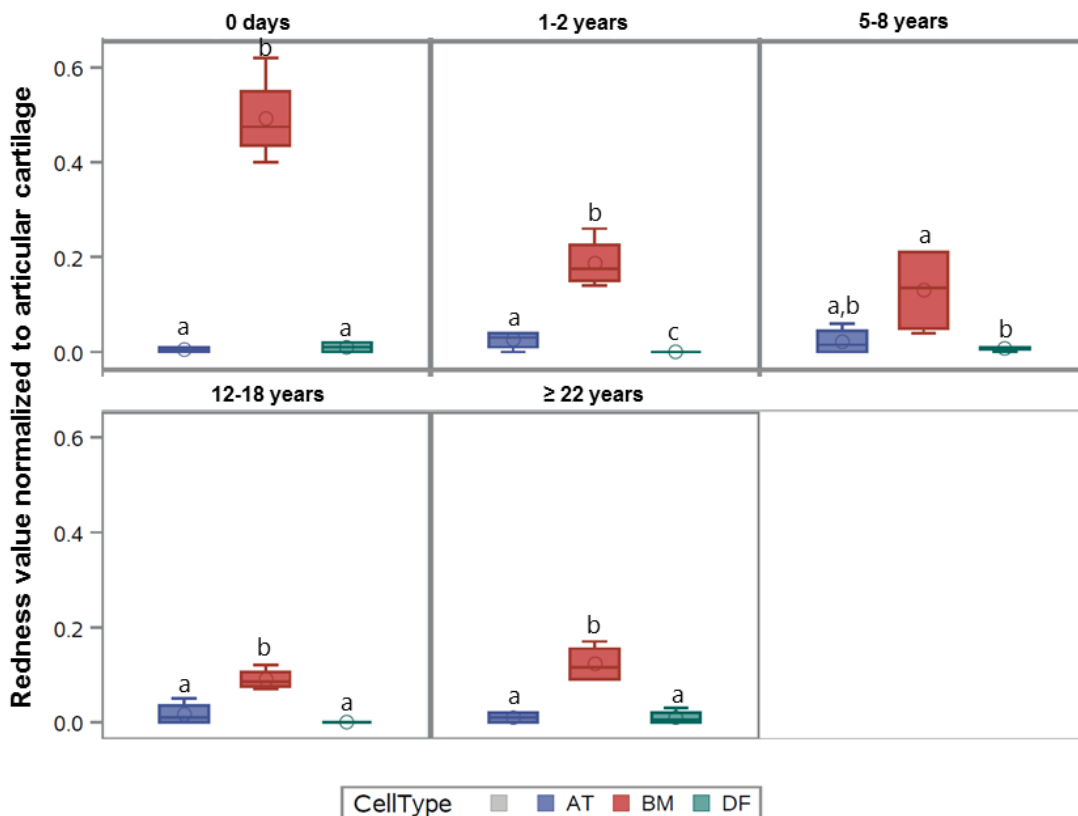 0 days 1-2 years 5-8 years
Redness value normalized to articular cartilage
0.6
0.4
0.2
0.0
b
a
a
b
a
c
a
a,b
b
12-18 years ≥ 22 years
0.6
0.4
0.2
0.0
b
a
a
b
a
a
CellType AT BM DF